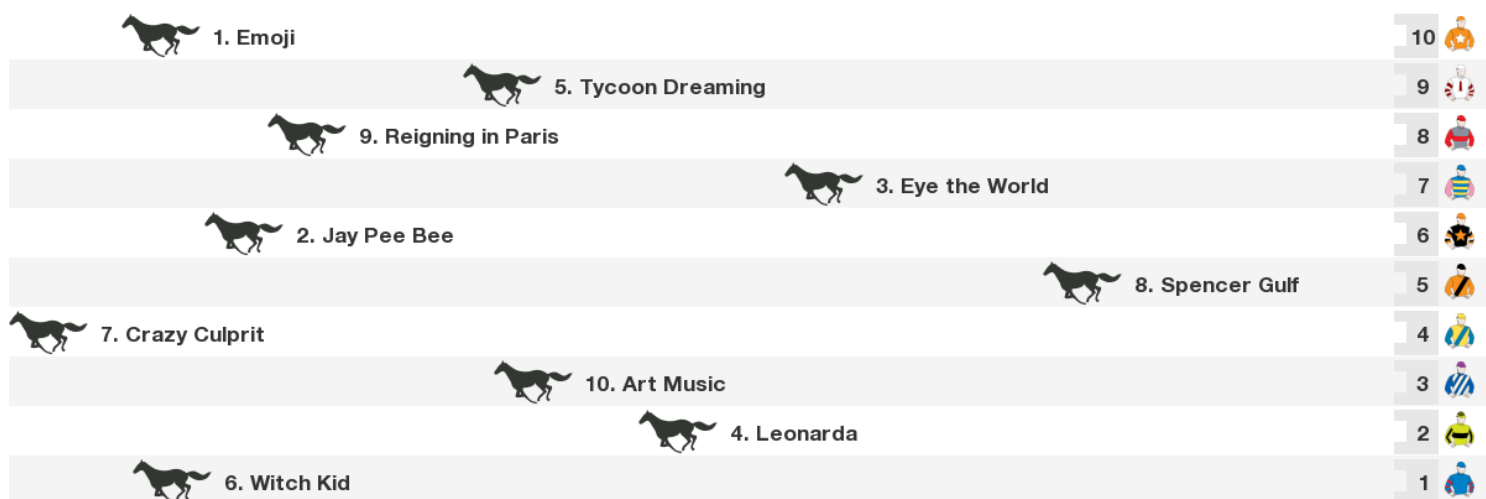 1. Emoji 10
5. Tycoon Dreaming 9
9. Reigning in Paris 8
3. Eye the World 7
2. Jay Pee Bee 6
8. Spencer Gulf 5
7. Crazy Culprit 4
10. Art Music 3
4. Leonarda 2
6. Witch Kid 1